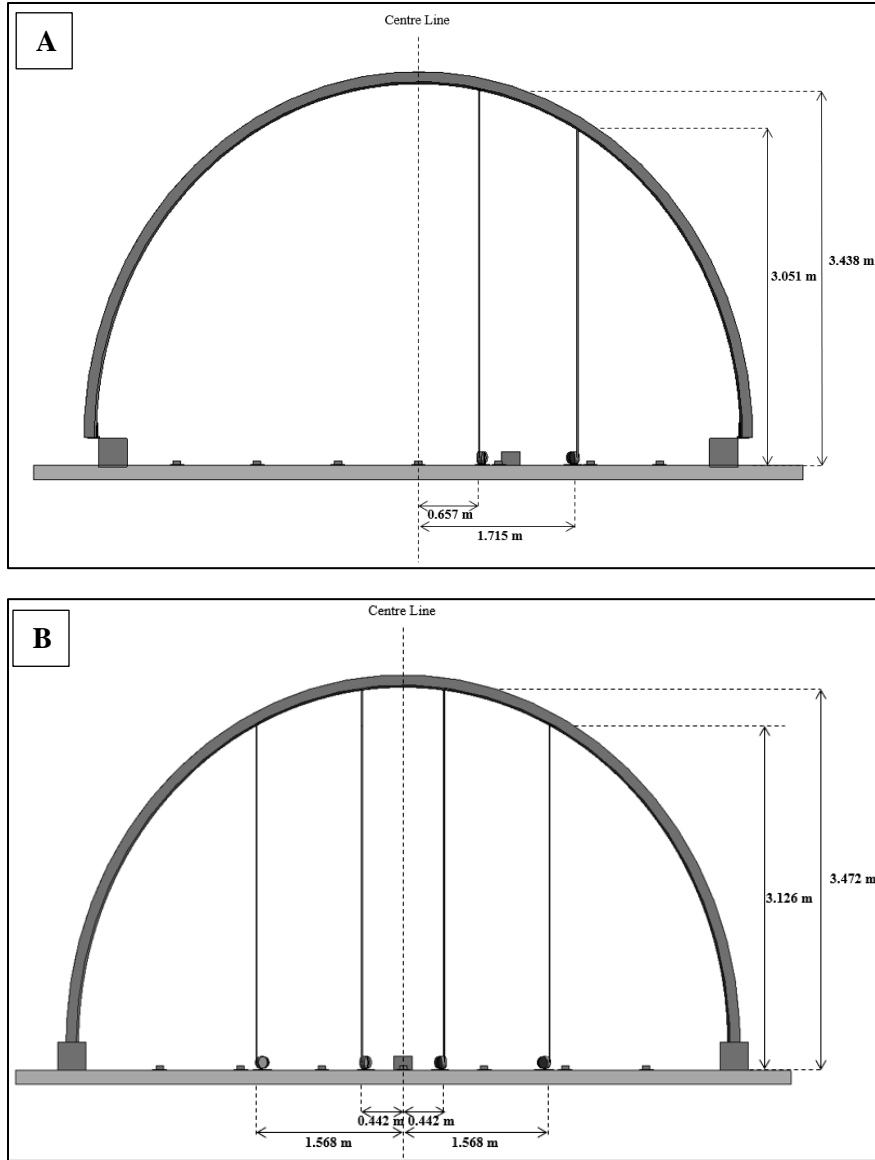 A
Centre Line
3.438 m
3.051 m
0.657 m
1.715 m
B
Centre Line
3.472 m
3.126 m
0.442 m 0.442 m
1.568 m 1.568 m